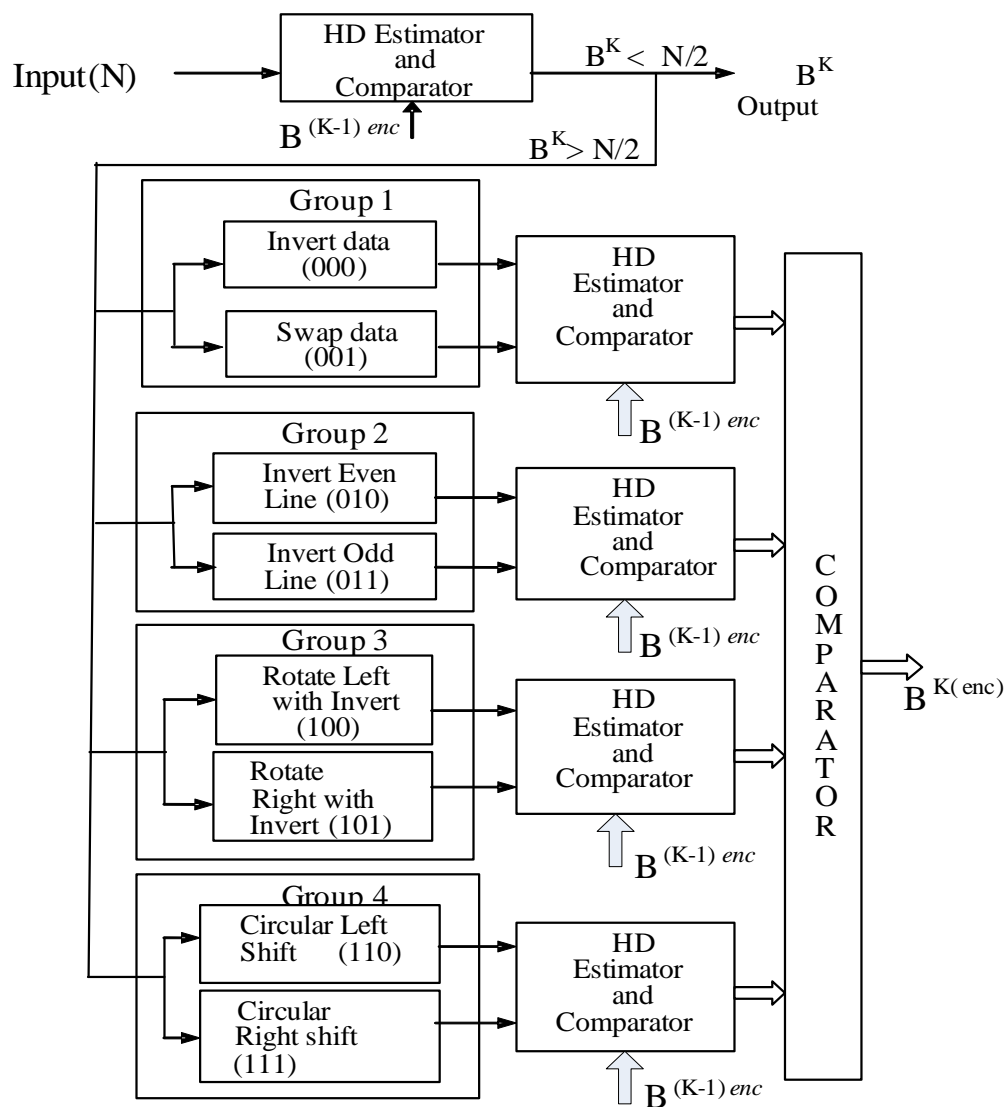 HD Estimator
and
Comparator
Input(N)
B^K < N/2
B^K
Output
B^(K-1) enc
B^K > N/2
Group 1
Invert data
(000)
Swap data
(001)
HD
Estimator
and
Comparator
B^(K-1) enc
Group 2
Invert Even
Line (010)
Invert Odd
Line (011)
HD
Estimator
and
Comparator
B^(K-1) enc
Group 3
Rotate Left
with Invert
(100)
Rotate
Right with
Invert (101)
HD
Estimator
and
Comparator
B^(K-1) enc
Group 4
Circular Left
Shift (110)
Circular
Right shift
(111)
HD
Estimator
and
Comparator
B^(K-1) enc
COMPARATOR
B^K(enc)